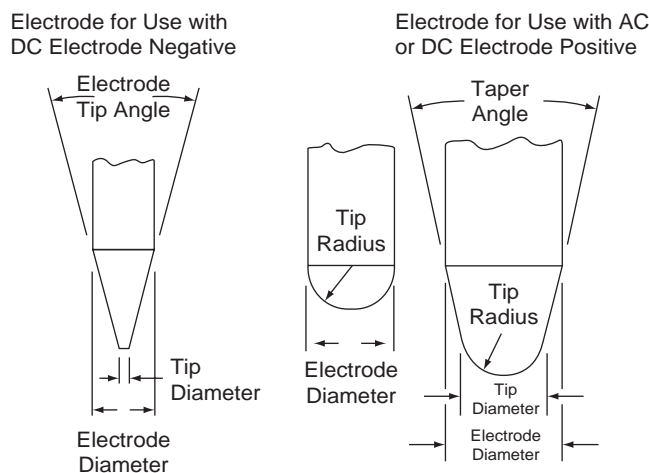 Electrode for Use with
DC Electrode Negative
Electrode
Tip Angle
Tip
Diameter
Electrode
Diameter
Electrode for Use with AC
or DC Electrode Positive
Tip
Radius
Electrode
Diameter
Taper
Angle
Tip
Radius
Tip
Diameter
Electrode
Diameter